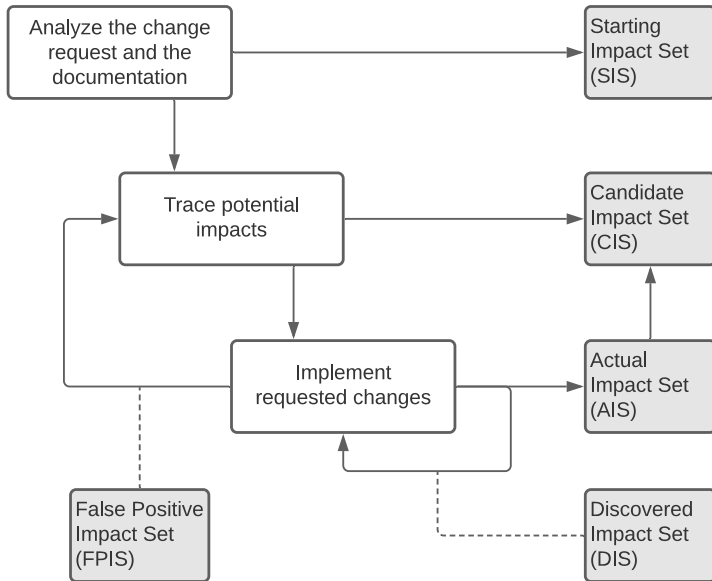 Analyze the change
request and the
documentation
Starting
Impact Set
(SIS)
Trace potential
impacts
Candidate
Impact Set
(CIS)
Implement
requested changes
Actual
Impact Set
(AIS)
False Positive
Impact Set
(FPIS)
Discovered
Impact Set
(DIS)